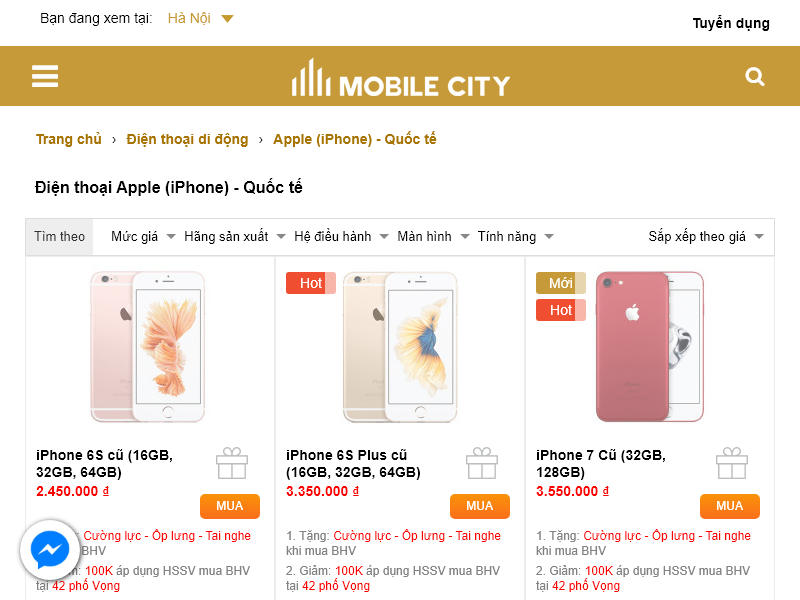 Bạn đang xem tại: Hà Nội
Tuyển dụng
MOBILE CITY
Trang chủ › Điện thoại di động › Apple (iPhone) - Quốc tế
Điện thoại Apple (iPhone) - Quốc tế
Tìm theo Mức giá Hãng sản xuất Hệ điều hành Màn hình Tính năng Sắp xếp theo giá
Hot
Mới
Hot
iPhone 6S cũ (16GB,
32GB, 64GB)
2.450.000 ₫
MUA
Cường lực - Ốp lưng - Tai nghe
BHV
100K áp dụng HSSV mua BHV
tại 42 phố Vọng
iPhone 6S Plus cũ
(16GB, 32GB, 64GB)
3.350.000 ₫
MUA
1. Tặng: Cường lực - Ốp lưng - Tai nghe
khi mua BHV
2. Giảm: 100K áp dụng HSSV mua BHV
tại 42 phố Vọng
iPhone 7 Cũ (32GB,
128GB)
3.550.000 ₫
MUA
1. Tặng: Cường lực - Ốp lưng - Tai nghe
khi mua BHV
2. Giảm: 100K áp dụng HSSV mua BHV
tại 42 phố Vọng